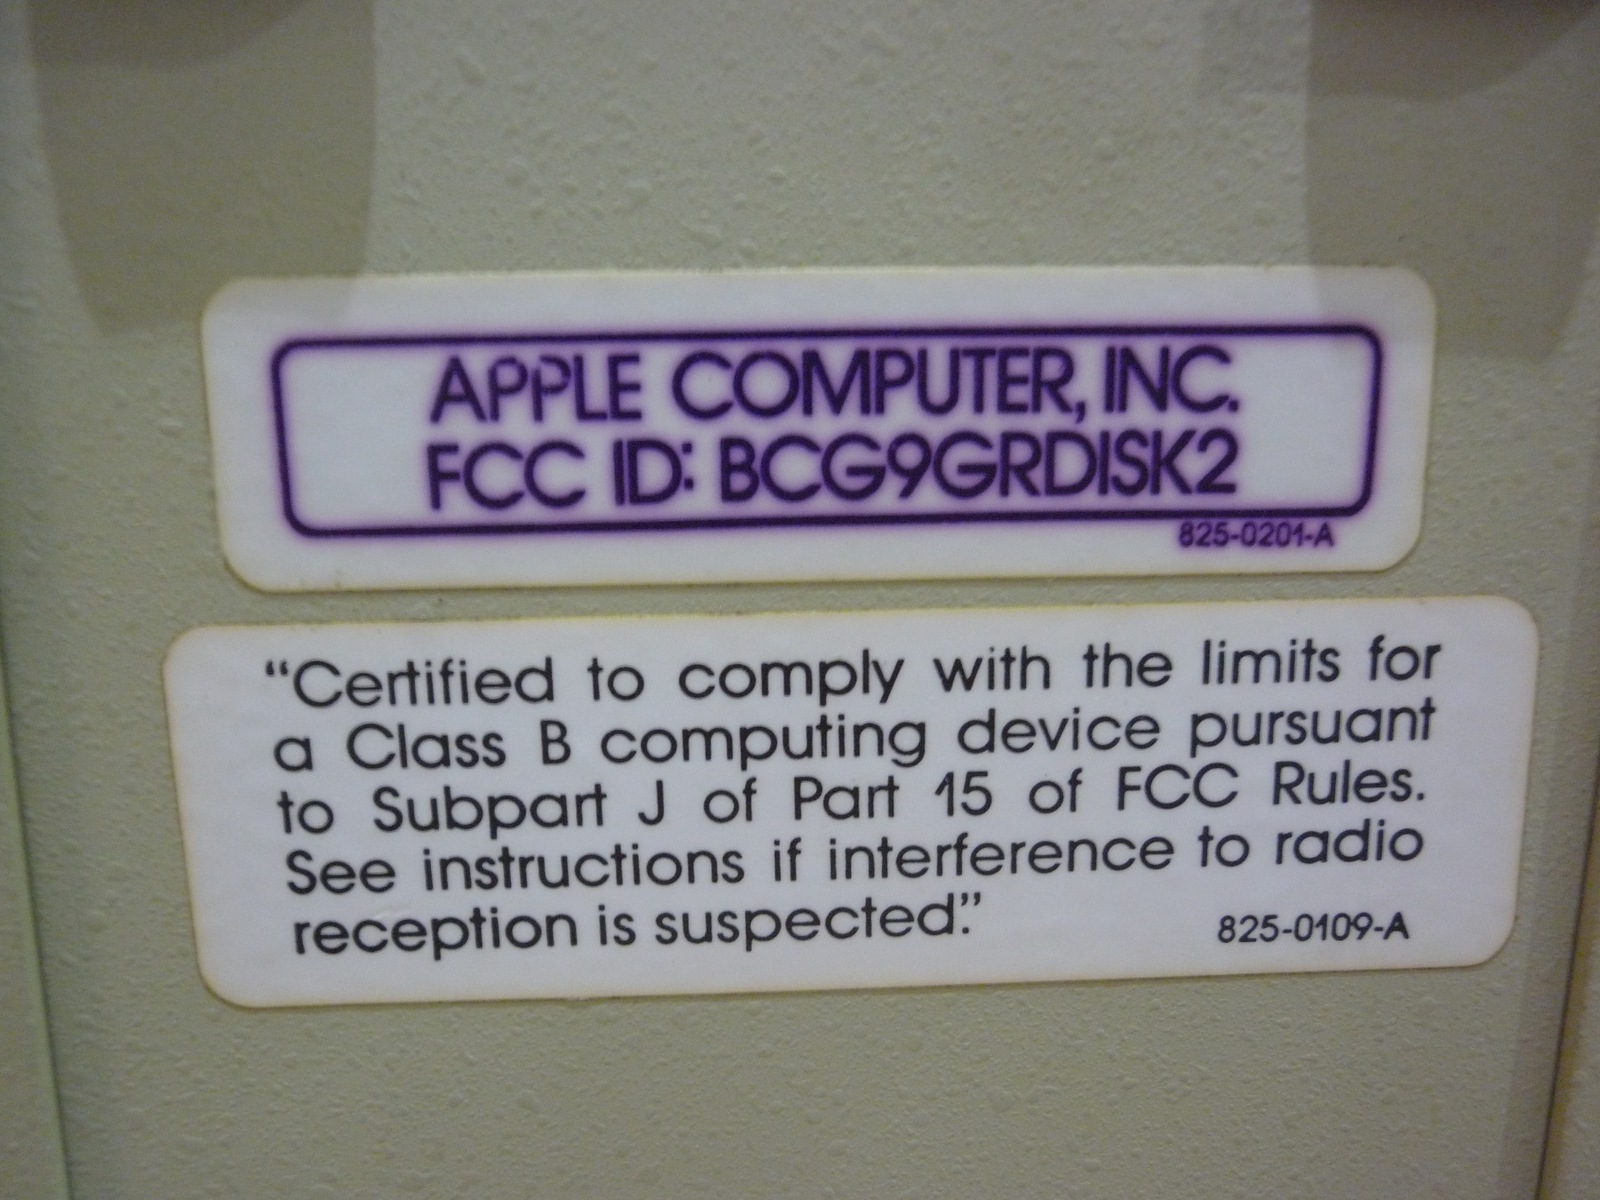 APPLE COMPUTER, INC.
FCC ID: BCG9GRDISK2
825-0201-A
“Certified to comply with the limits for
a Class B computing device pursuant
to Subpart J of Part 15 of FCC Rules.
See instructions if interference to radio
reception is suspected.”
825-0109-A